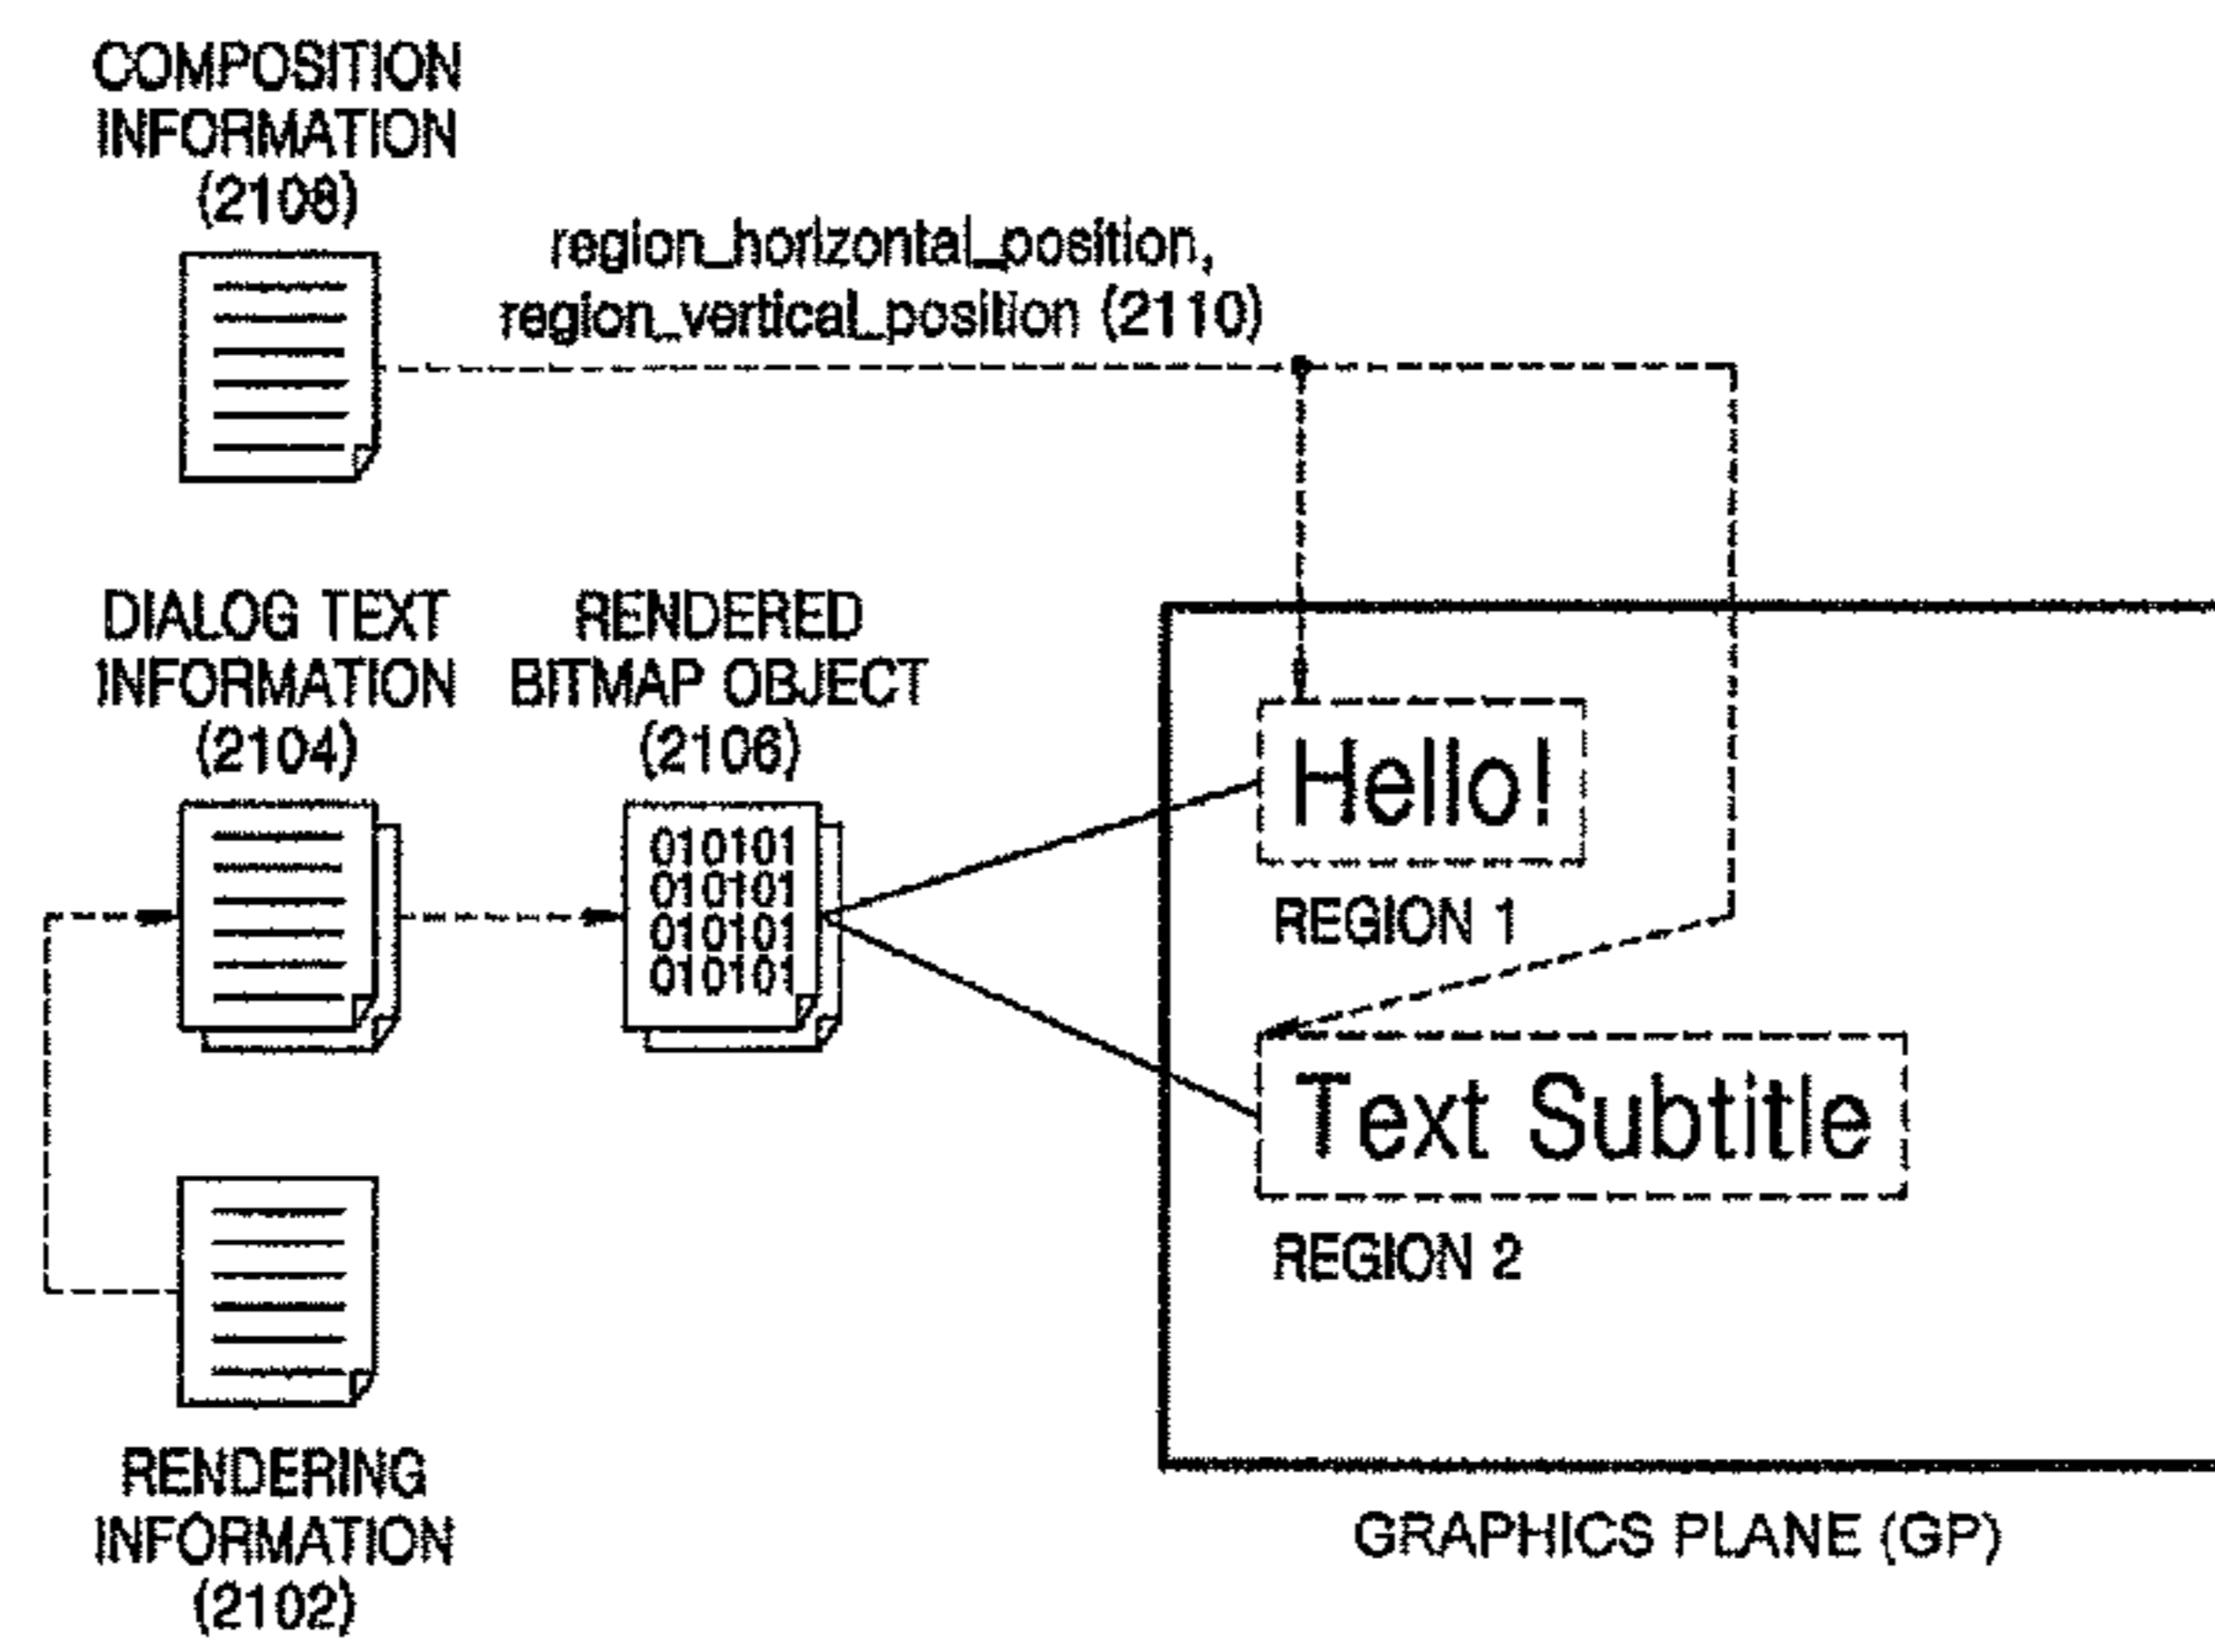 COMPOSITION
INFORMATION
(2108)
region_horizontal_position,
region_vertical_position (2110)
DIALOG TEXT
INFORMATION
(2104)
RENDERED
BITMAP OBJECT
(2106)
010101
010101
010101
010101
Hello!
REGION 1
Text Subtitle
REGION 2
RENDERING
INFORMATION
(2102)
GRAPHICS PLANE (GP)